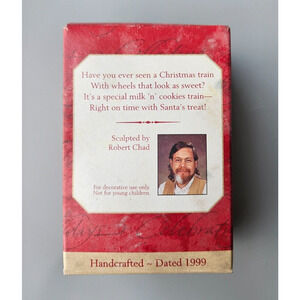 Have you ever seen a Christmas train
With wheels that look as sweet?
It's a special milk 'n' cookies train—
Right on time with Santa's treat!
Sculpted by
Robert Chad
For decorative use only.
Not for young children.
Handcrafted ~ Dated 1999